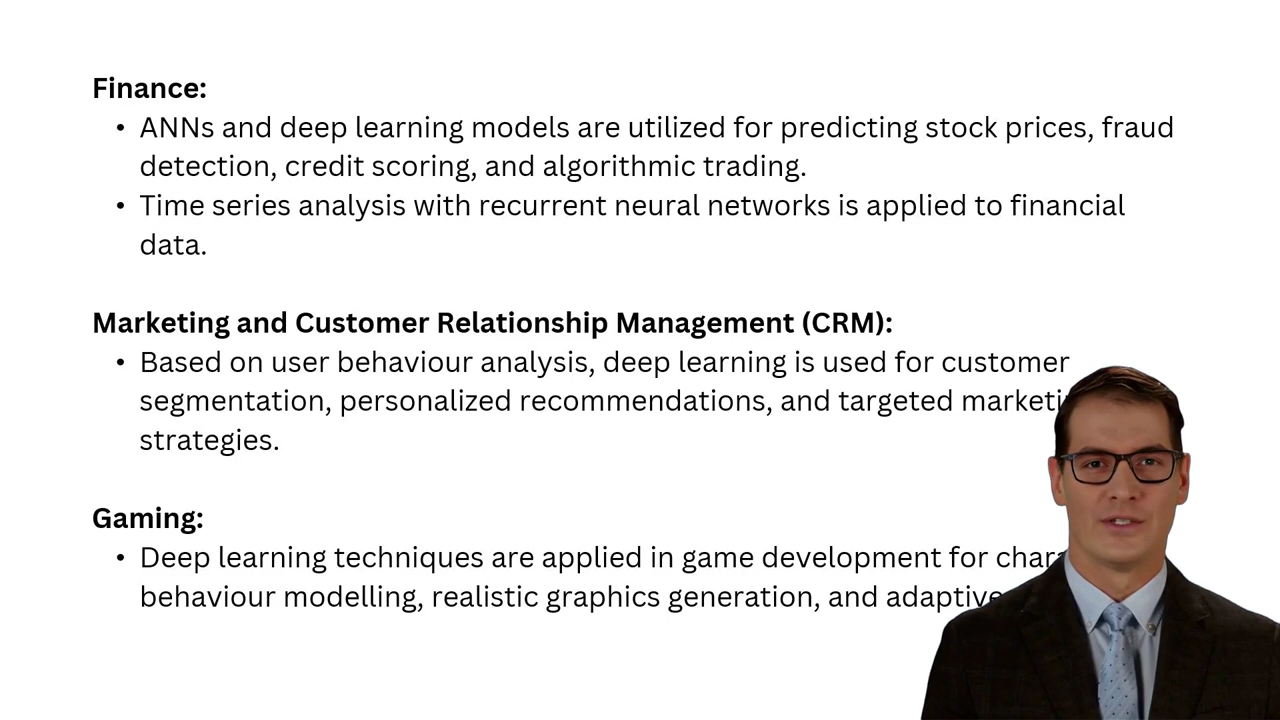 Finance:
• ANNs and deep learning models are utilized for predicting stock prices, fraud
detection, credit scoring, and algorithmic trading.
• Time series analysis with recurrent neural networks is applied to financial
data.
Marketing and Customer Relationship Management (CRM):
• Based on user behaviour analysis, deep learning is used for customer
segmentation, personalized recommendations, and targeted
strategies.
Gaming:
• Deep learning techniques are applied in game development for
behaviour modelling, realistic graphics generation, and adaptive